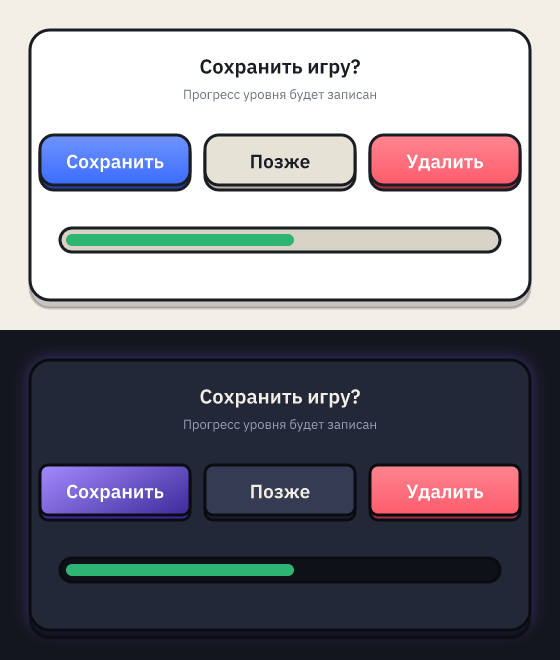 Сохранить игру?
Прогресс уровня будет записан
Сохранить Позже Удалить
Сохранить игру?
Прогресс уровня будет записан
Сохранить Позже Удалить